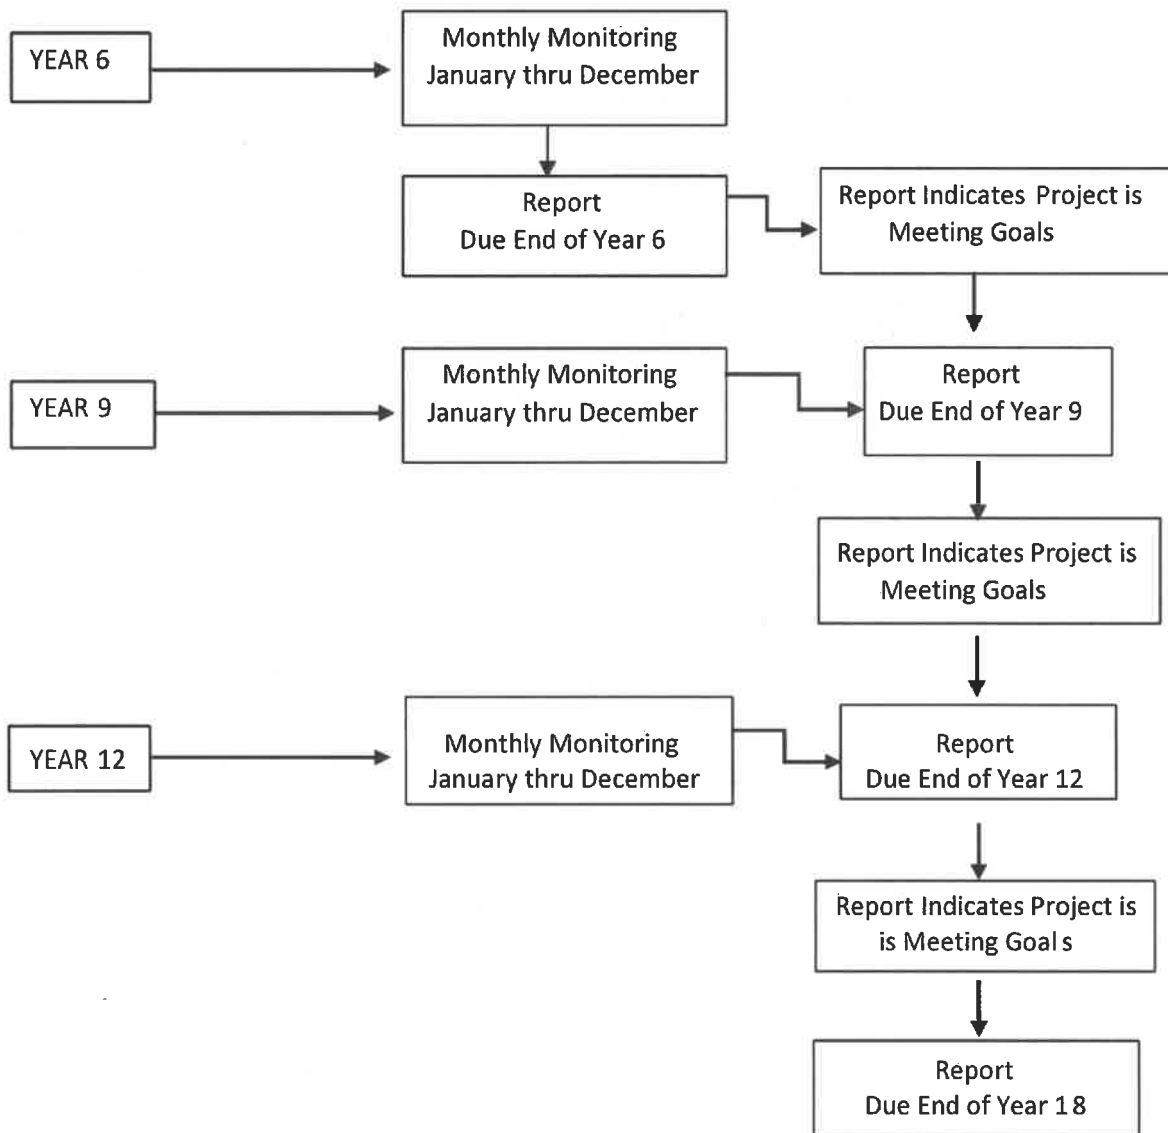 YEAR 6
Monthly Monitoring
January thru December
Report
Due End of Year 6
Report Indicates Project is
Meeting Goals
YEAR 9
Monthly Monitoring
January thru December
Report
Due End of Year 9
Report Indicates Project is
Meeting Goals
YEAR 12
Monthly Monitoring
January thru December
Report
Due End of Year 12
Report Indicates Project is
is Meeting Goals
Report
Due End of Year 18